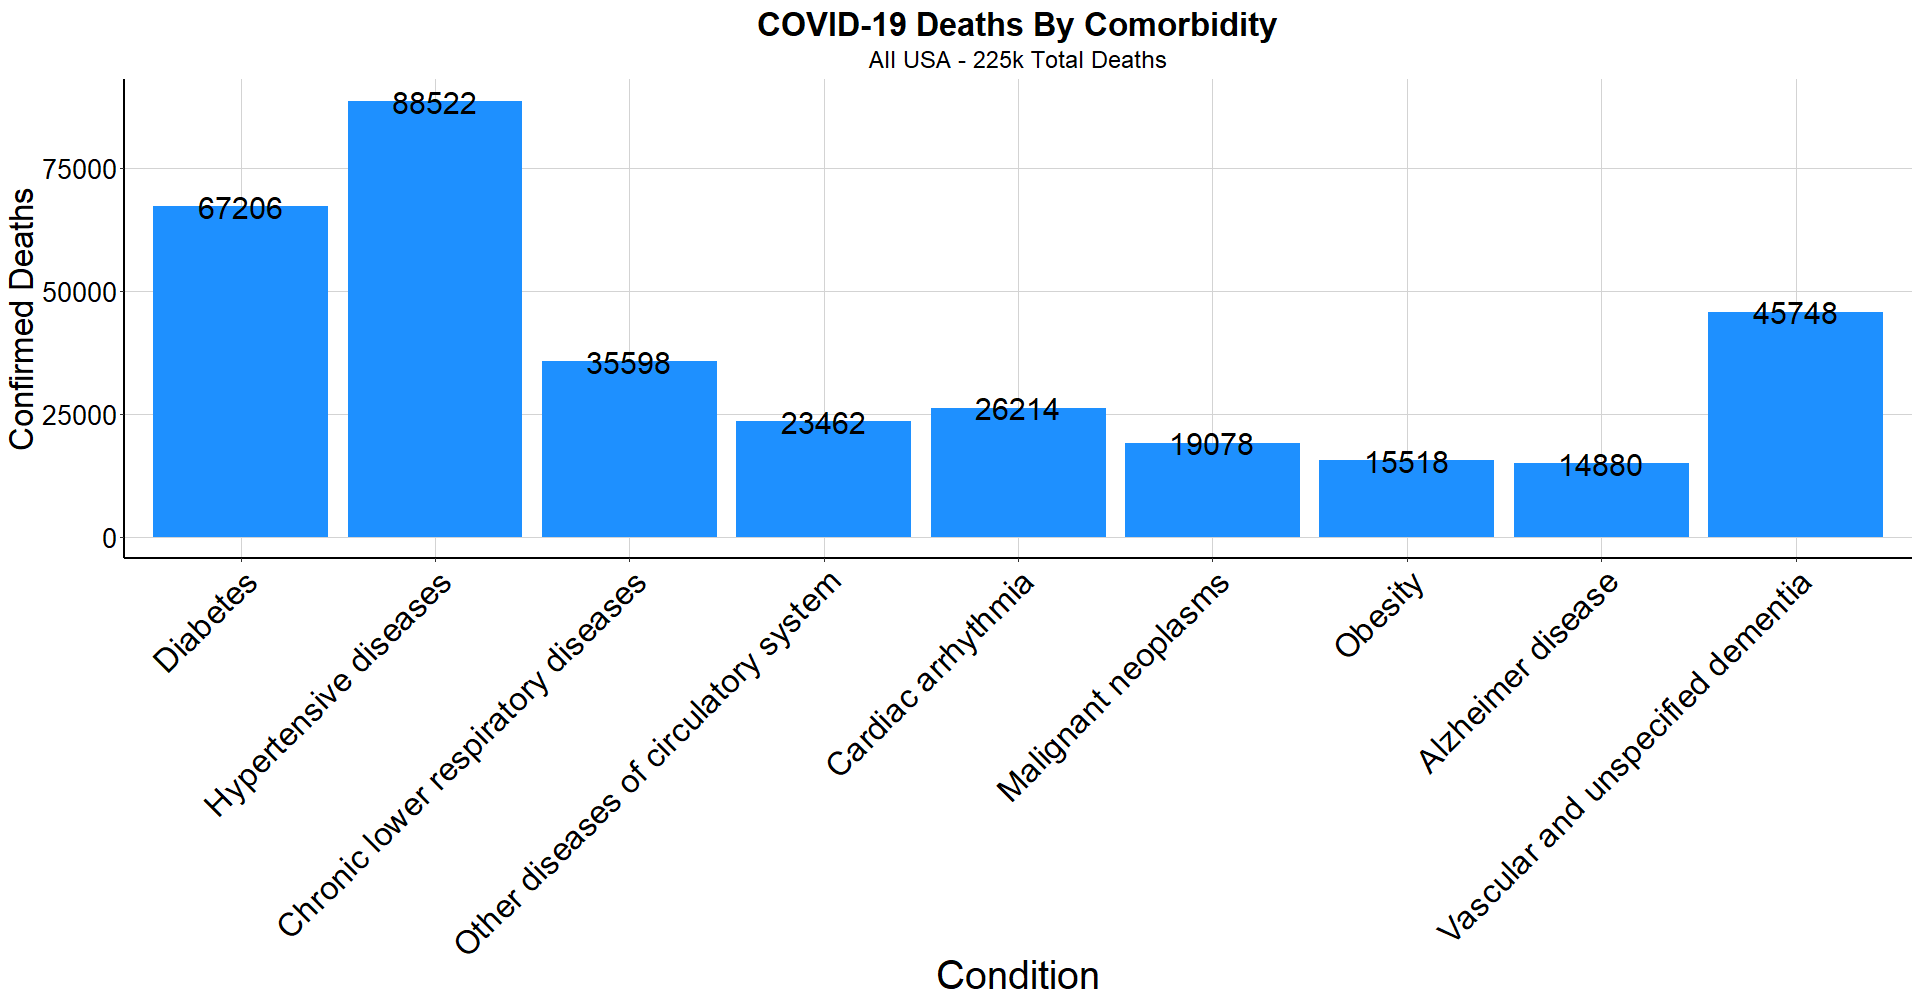 COVID-19 Deaths By Comorbidity
All USA - 225k Total Deaths
Confirmed Deaths
75000
50000
25000
0
67206
88522
35598
23462
26214
19078
15518
14880
45748
Diabetes
Hypertensive diseases
Chronic lower respiratory diseases
Other diseases of circulatory system
Cardiac arrhythmia
Malignant neoplasms
Obesity
Alzheimer disease
Vascular and unspecified dementia
Condition